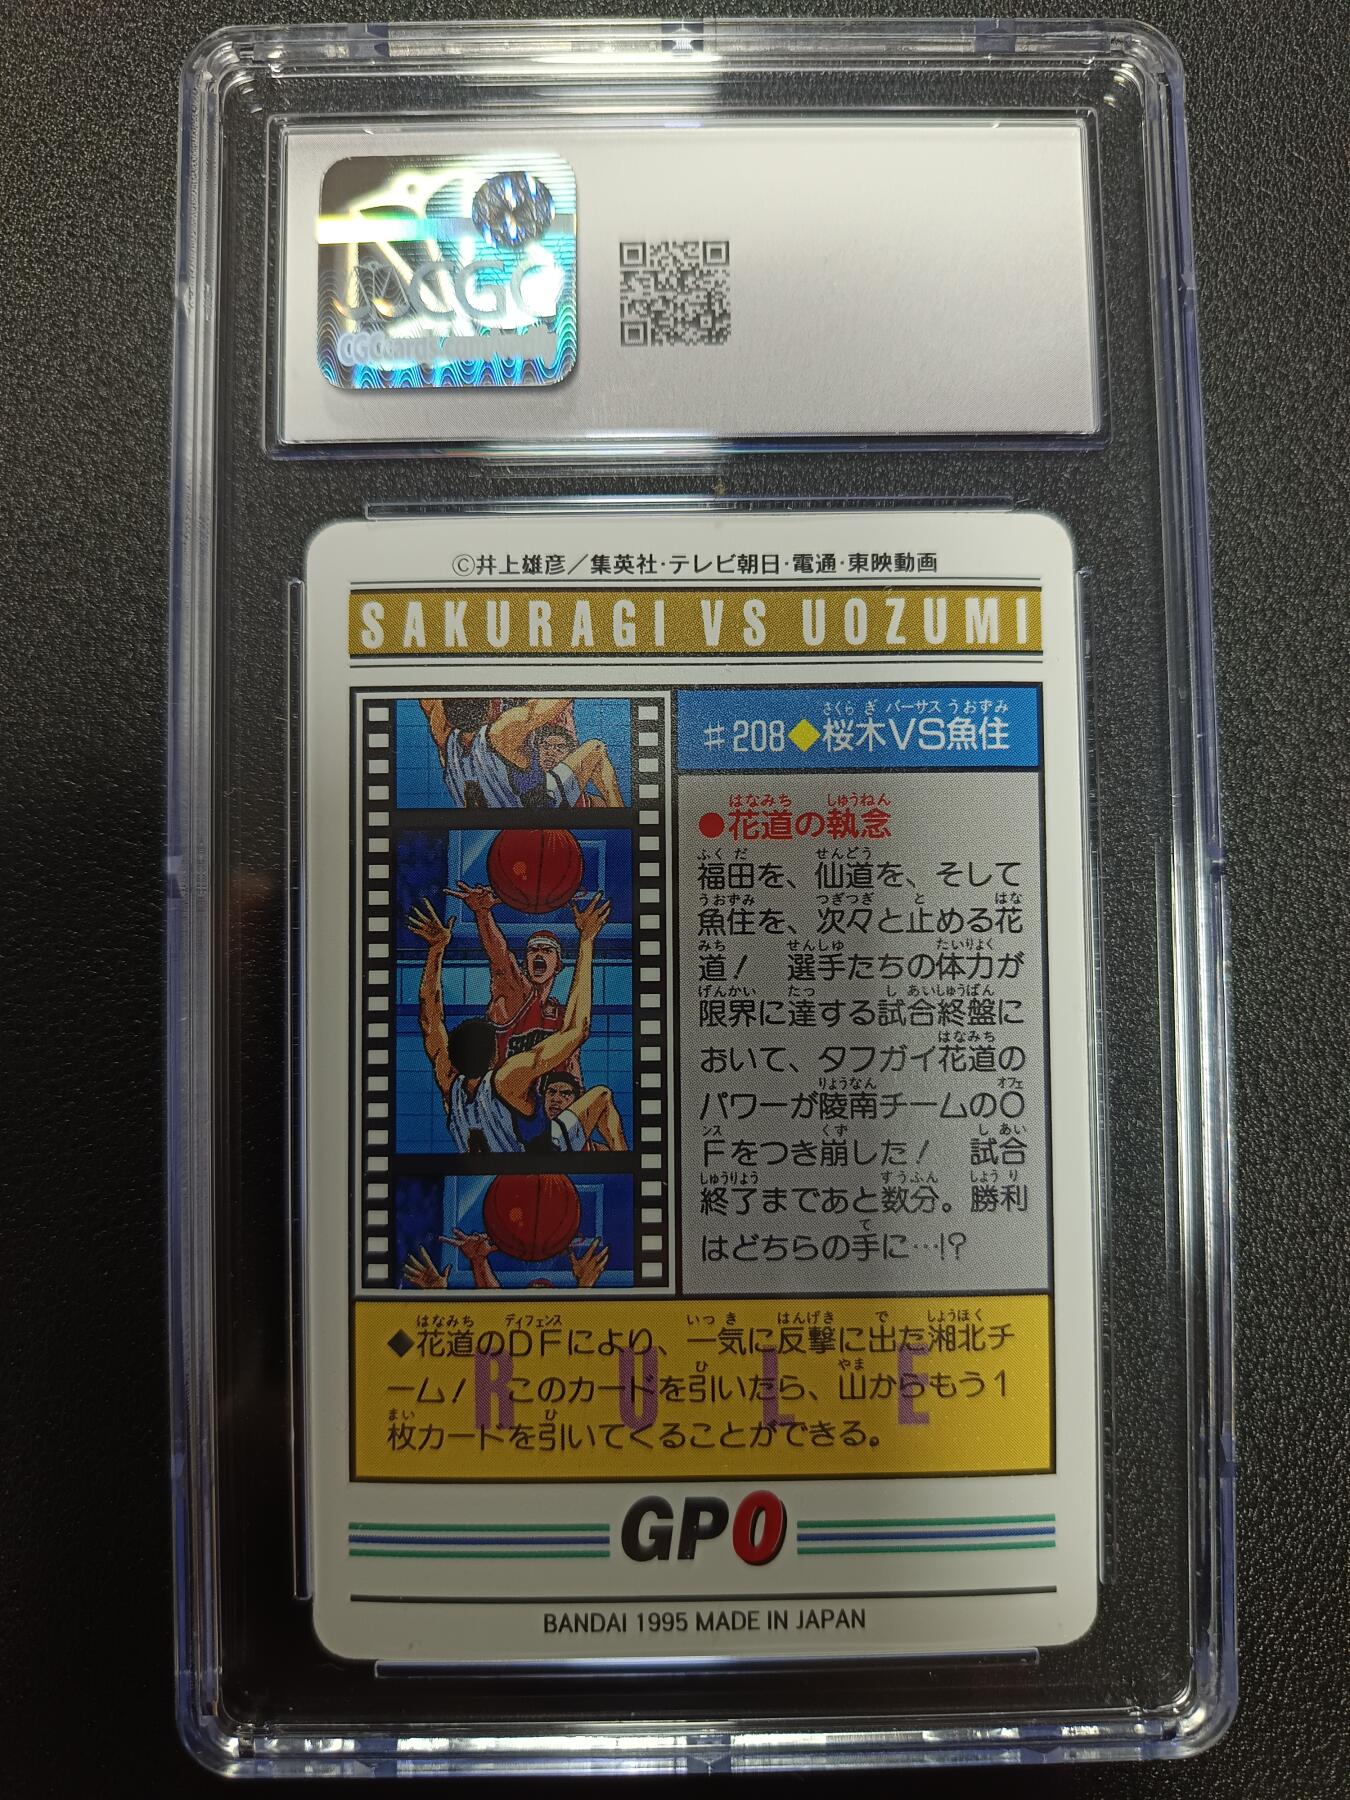 CGC
©井上雄彦／集英社・テレビ朝日・電通・東映動画
SAKURAGI VS UOZUMI
さくらぎ バーサス うおずみ
#208◆桜木VS魚住
はなみち しゅうねん
●花道の執念
ふくだ せんどう
福田を、仙道を、そして
うおずみ つぎつぎ と はな
魚住を、次々と止める花
みち せんしゅ たいりょく
道！ 選手たちの体力が
げんかい たっ しあいしゅうばん
限界に達する試合終盤に
はなみち
おいて、タフガイ花道の
りょうなん オフェ
パワーが陵南チームのO
ンス くず しあい
Fをつき崩した！ 試合
しゅうりょう すうふん しょうり
終了まであと数分。勝利
て
はどちらの手に…!?
はなみち ディフェンス いっき はんげき で しょうほく
◆花道のDFにより、一気に反撃に出た湘北チ
ひ やま
ーム！ このカードを引いたら、山からもう1
まい ひ
枚カードを引いてくることができる。
RULE
GP0
BANDAI 1995 MADE IN JAPAN